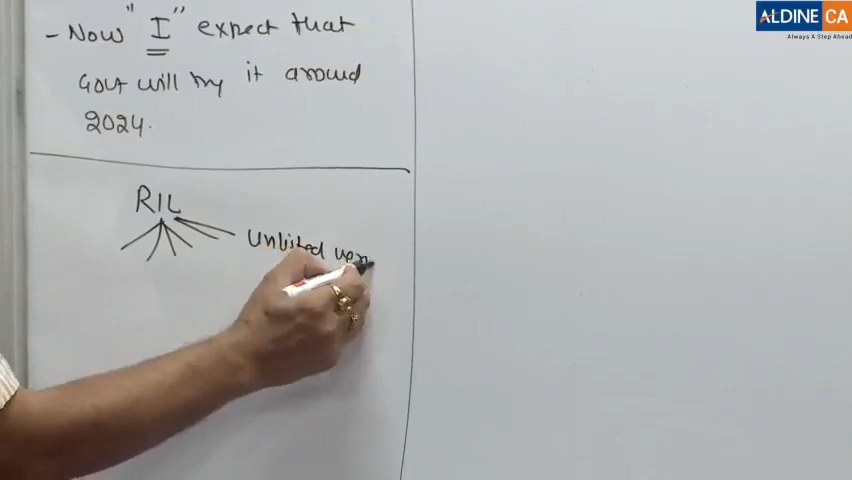 - Now "I" expect that
Govt will try it around
2024.
RIL
Unlisted
ALDINE CA
Always A Step Ahead